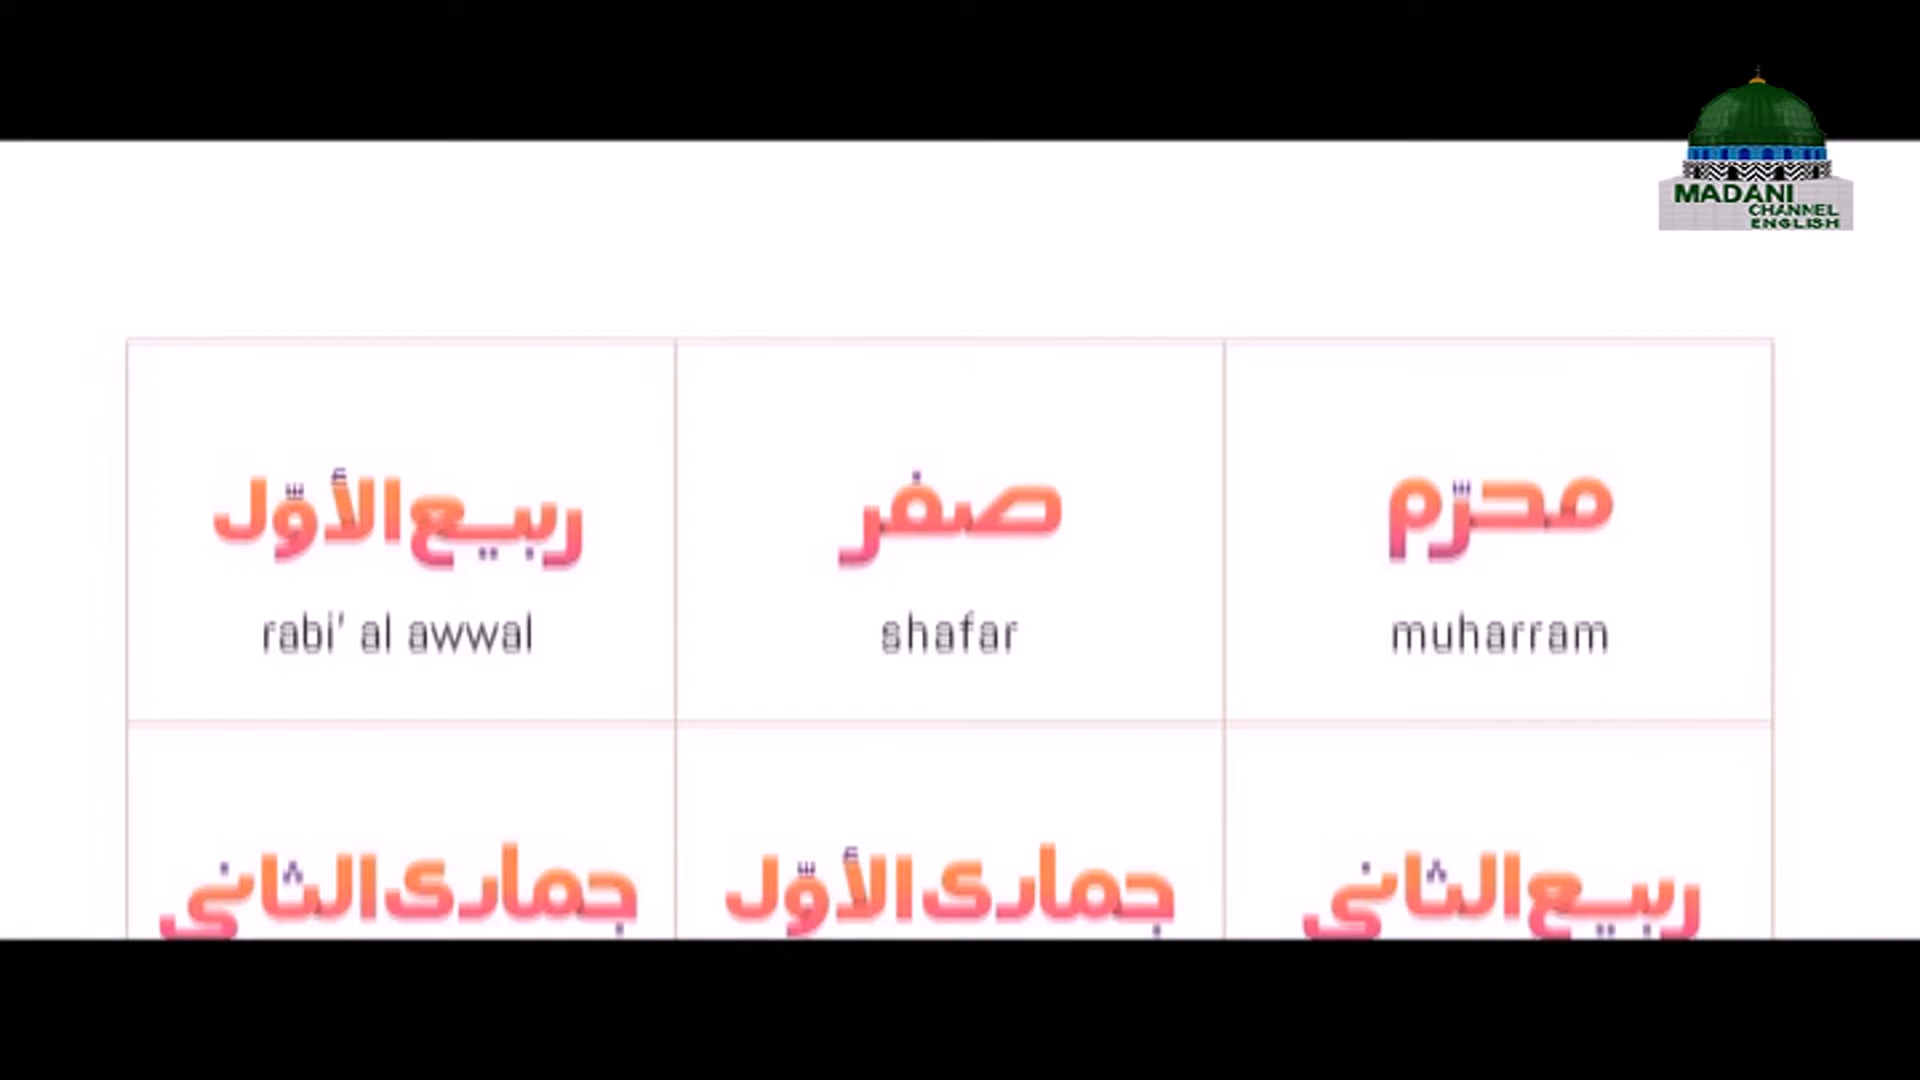 MADANI
CHANNEL
ENGLISH
محرّم
muharram
صفر
shafar
ربيع الأوّل
rabi' al awwal
ربيع الثاني
جمادى الأوّل
جمادى الثاني